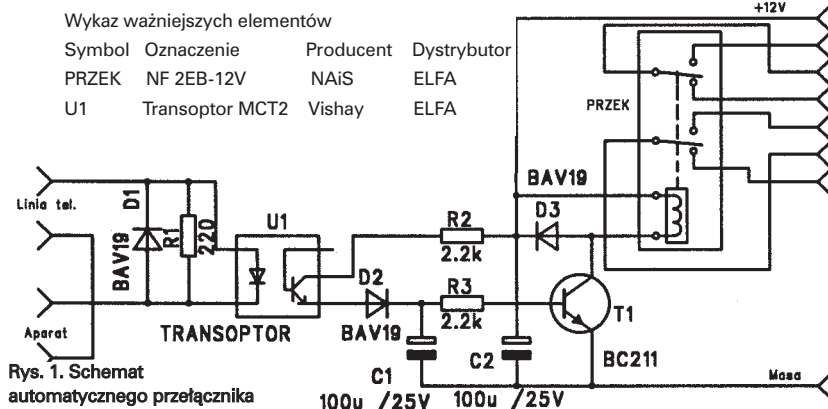 Wykaz ważniejszych elementów
Symbol Oznaczenie Producent Dystrybutor
PRZEK NF 2EB-12V NAiS ELFA
U1 Transoptor MCT2 Vishay ELFA
+12V
PRZEK
BAV19
D3
Linia tel.
D1
BAV19
R1
220
U1
TRANSOPTOR
R2
2.2k
D2
BAV19
R3
2.2k
T1
BC211
Aparat
C1
100u /25V
C2
100u /25V
Masa
Rys. 1. Schemat
automatycznego przełącznika